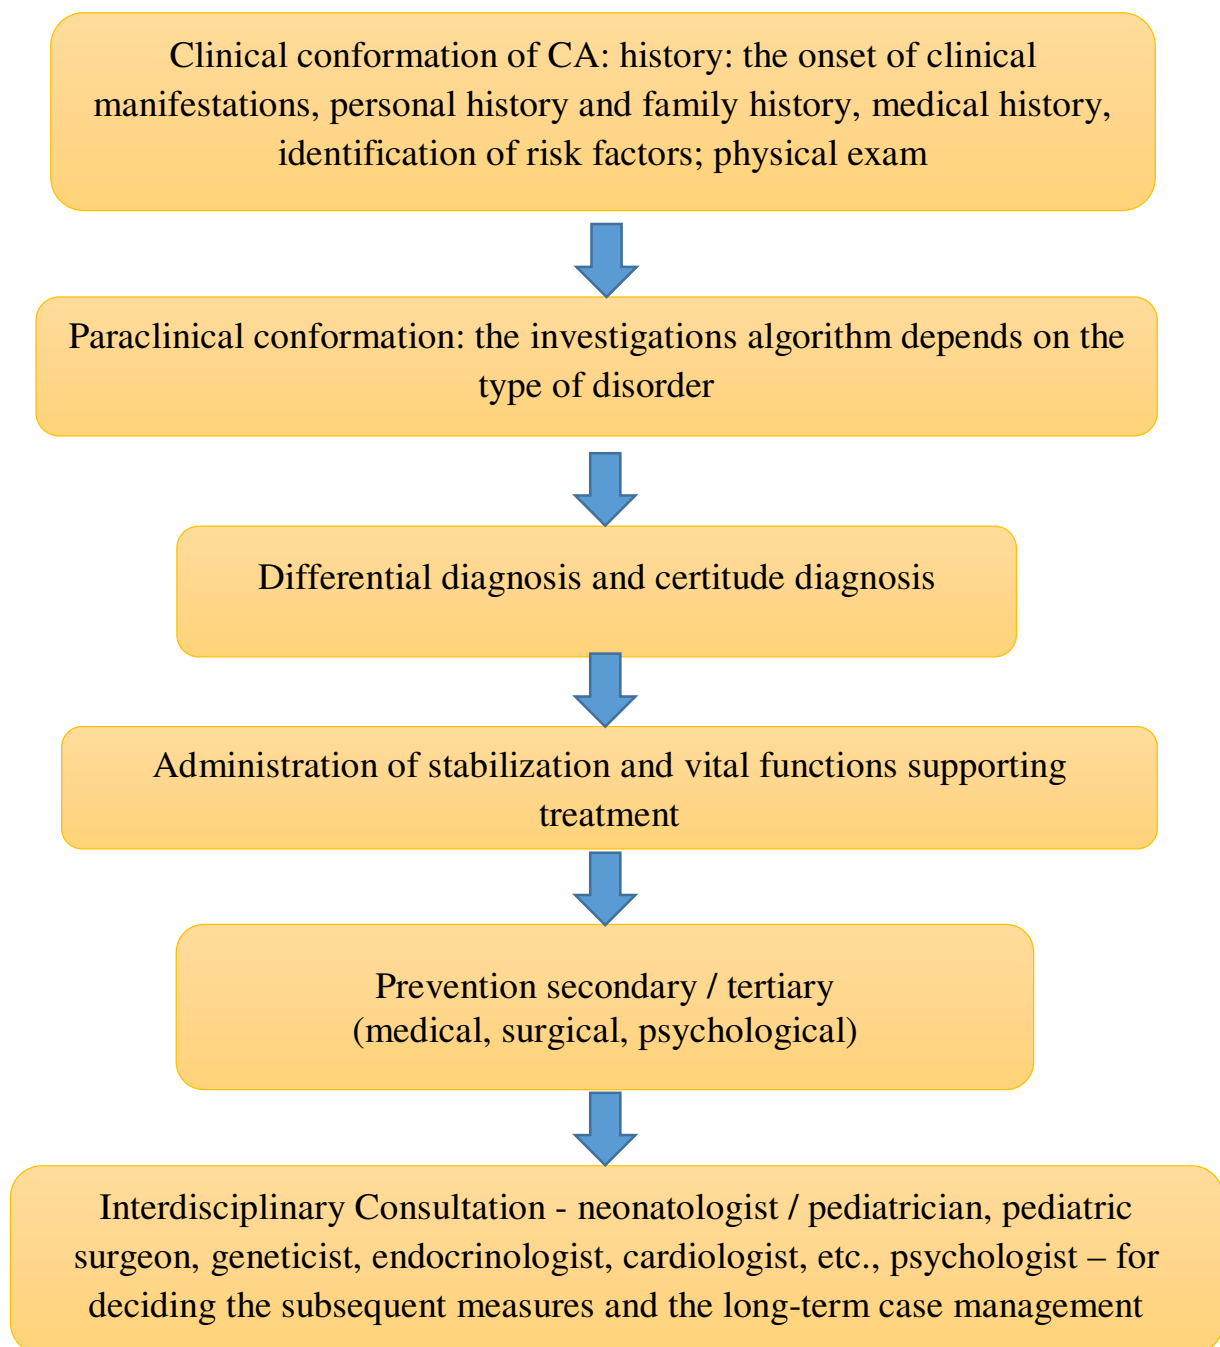 Clinical conformation of CA: history: the onset of clinical
manifestations, personal history and family history, medical history,
identification of risk factors; physical exam
Paraclinical conformation: the investigations algorithm depends on the
type of disorder
Differential diagnosis and certitude diagnosis
Administration of stabilization and vital functions supporting
treatment
Prevention secondary / tertiary
(medical, surgical, psychological)
Interdisciplinary Consultation - neonatologist / pediatrician, pediatric
surgeon, geneticist, endocrinologist, cardiologist, etc., psychologist – for
deciding the subsequent measures and the long-term case management